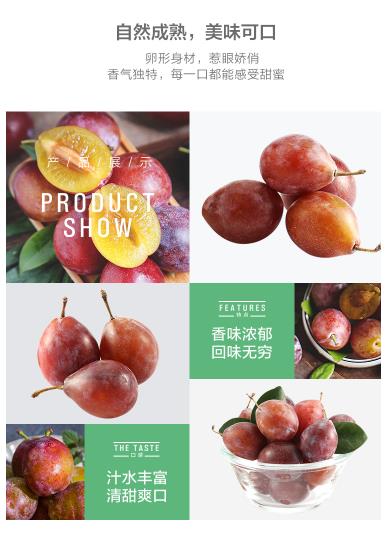 自然成熟，美味可口
卵形身材，惹眼娇俏
香气独特，每一口都能感受甜蜜
产/品/展/示
PRODUCT
SHOW
FEATURES
特点
香味浓郁
回味无穷
THE TASTE
口感
汁水丰富
清甜爽口